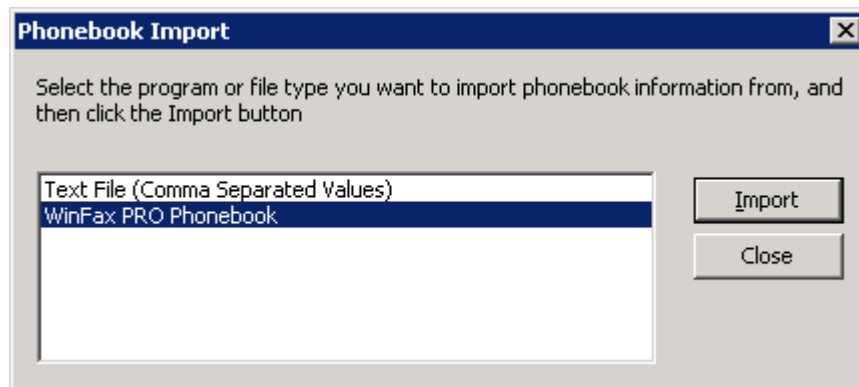 Phonebook Import
Select the program or file type you want to import phonebook information from, and
then click the Import button
Text File (Comma Separated Values)
WinFax PRO Phonebook
Import
Close